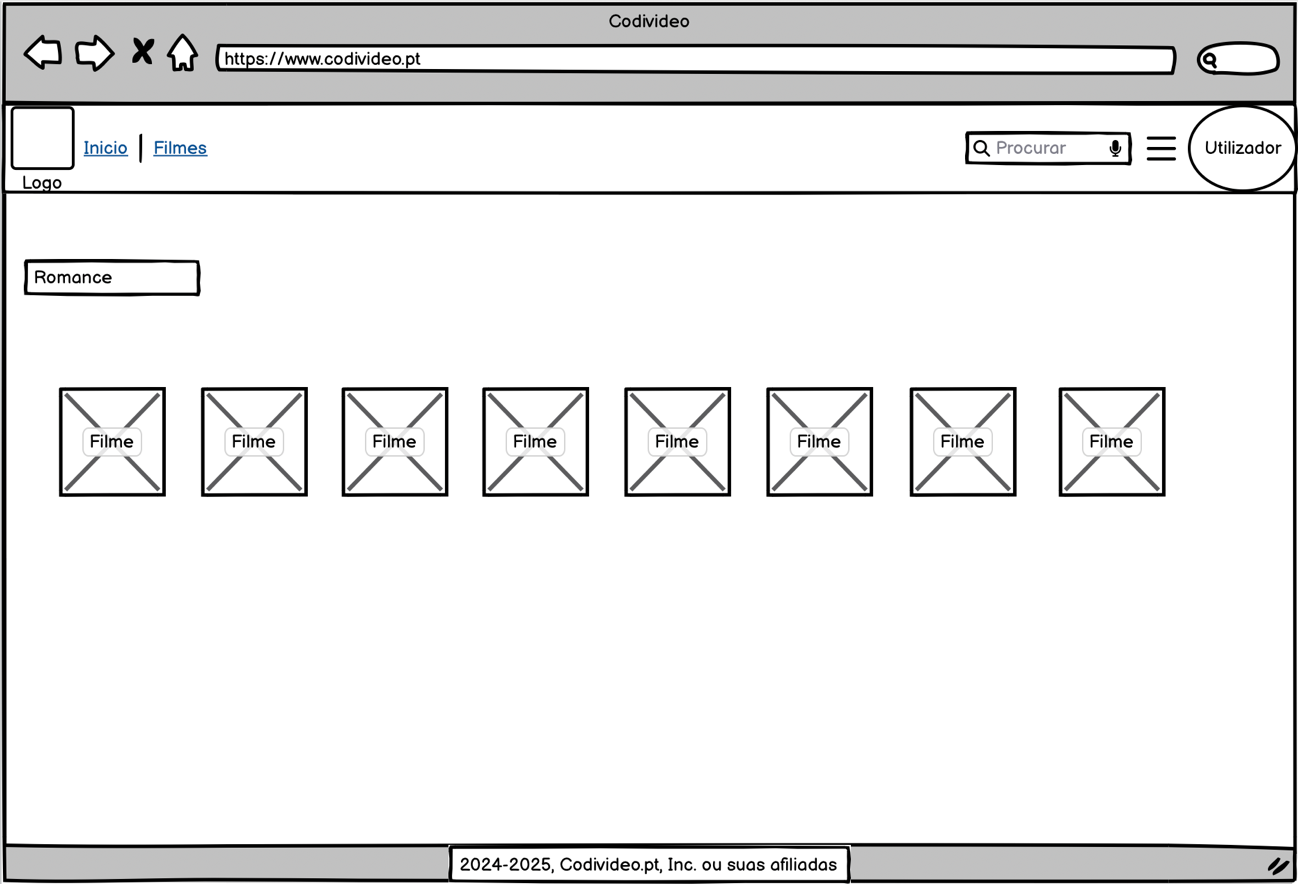 Codivideo
https://www.codivideo.pt
Inicio | Filmes
Procurar
Utilizador
Logo
Romance
Filme Filme Filme Filme Filme Filme Filme Filme
2024-2025, Codivideo.pt, Inc. ou suas afiliadas